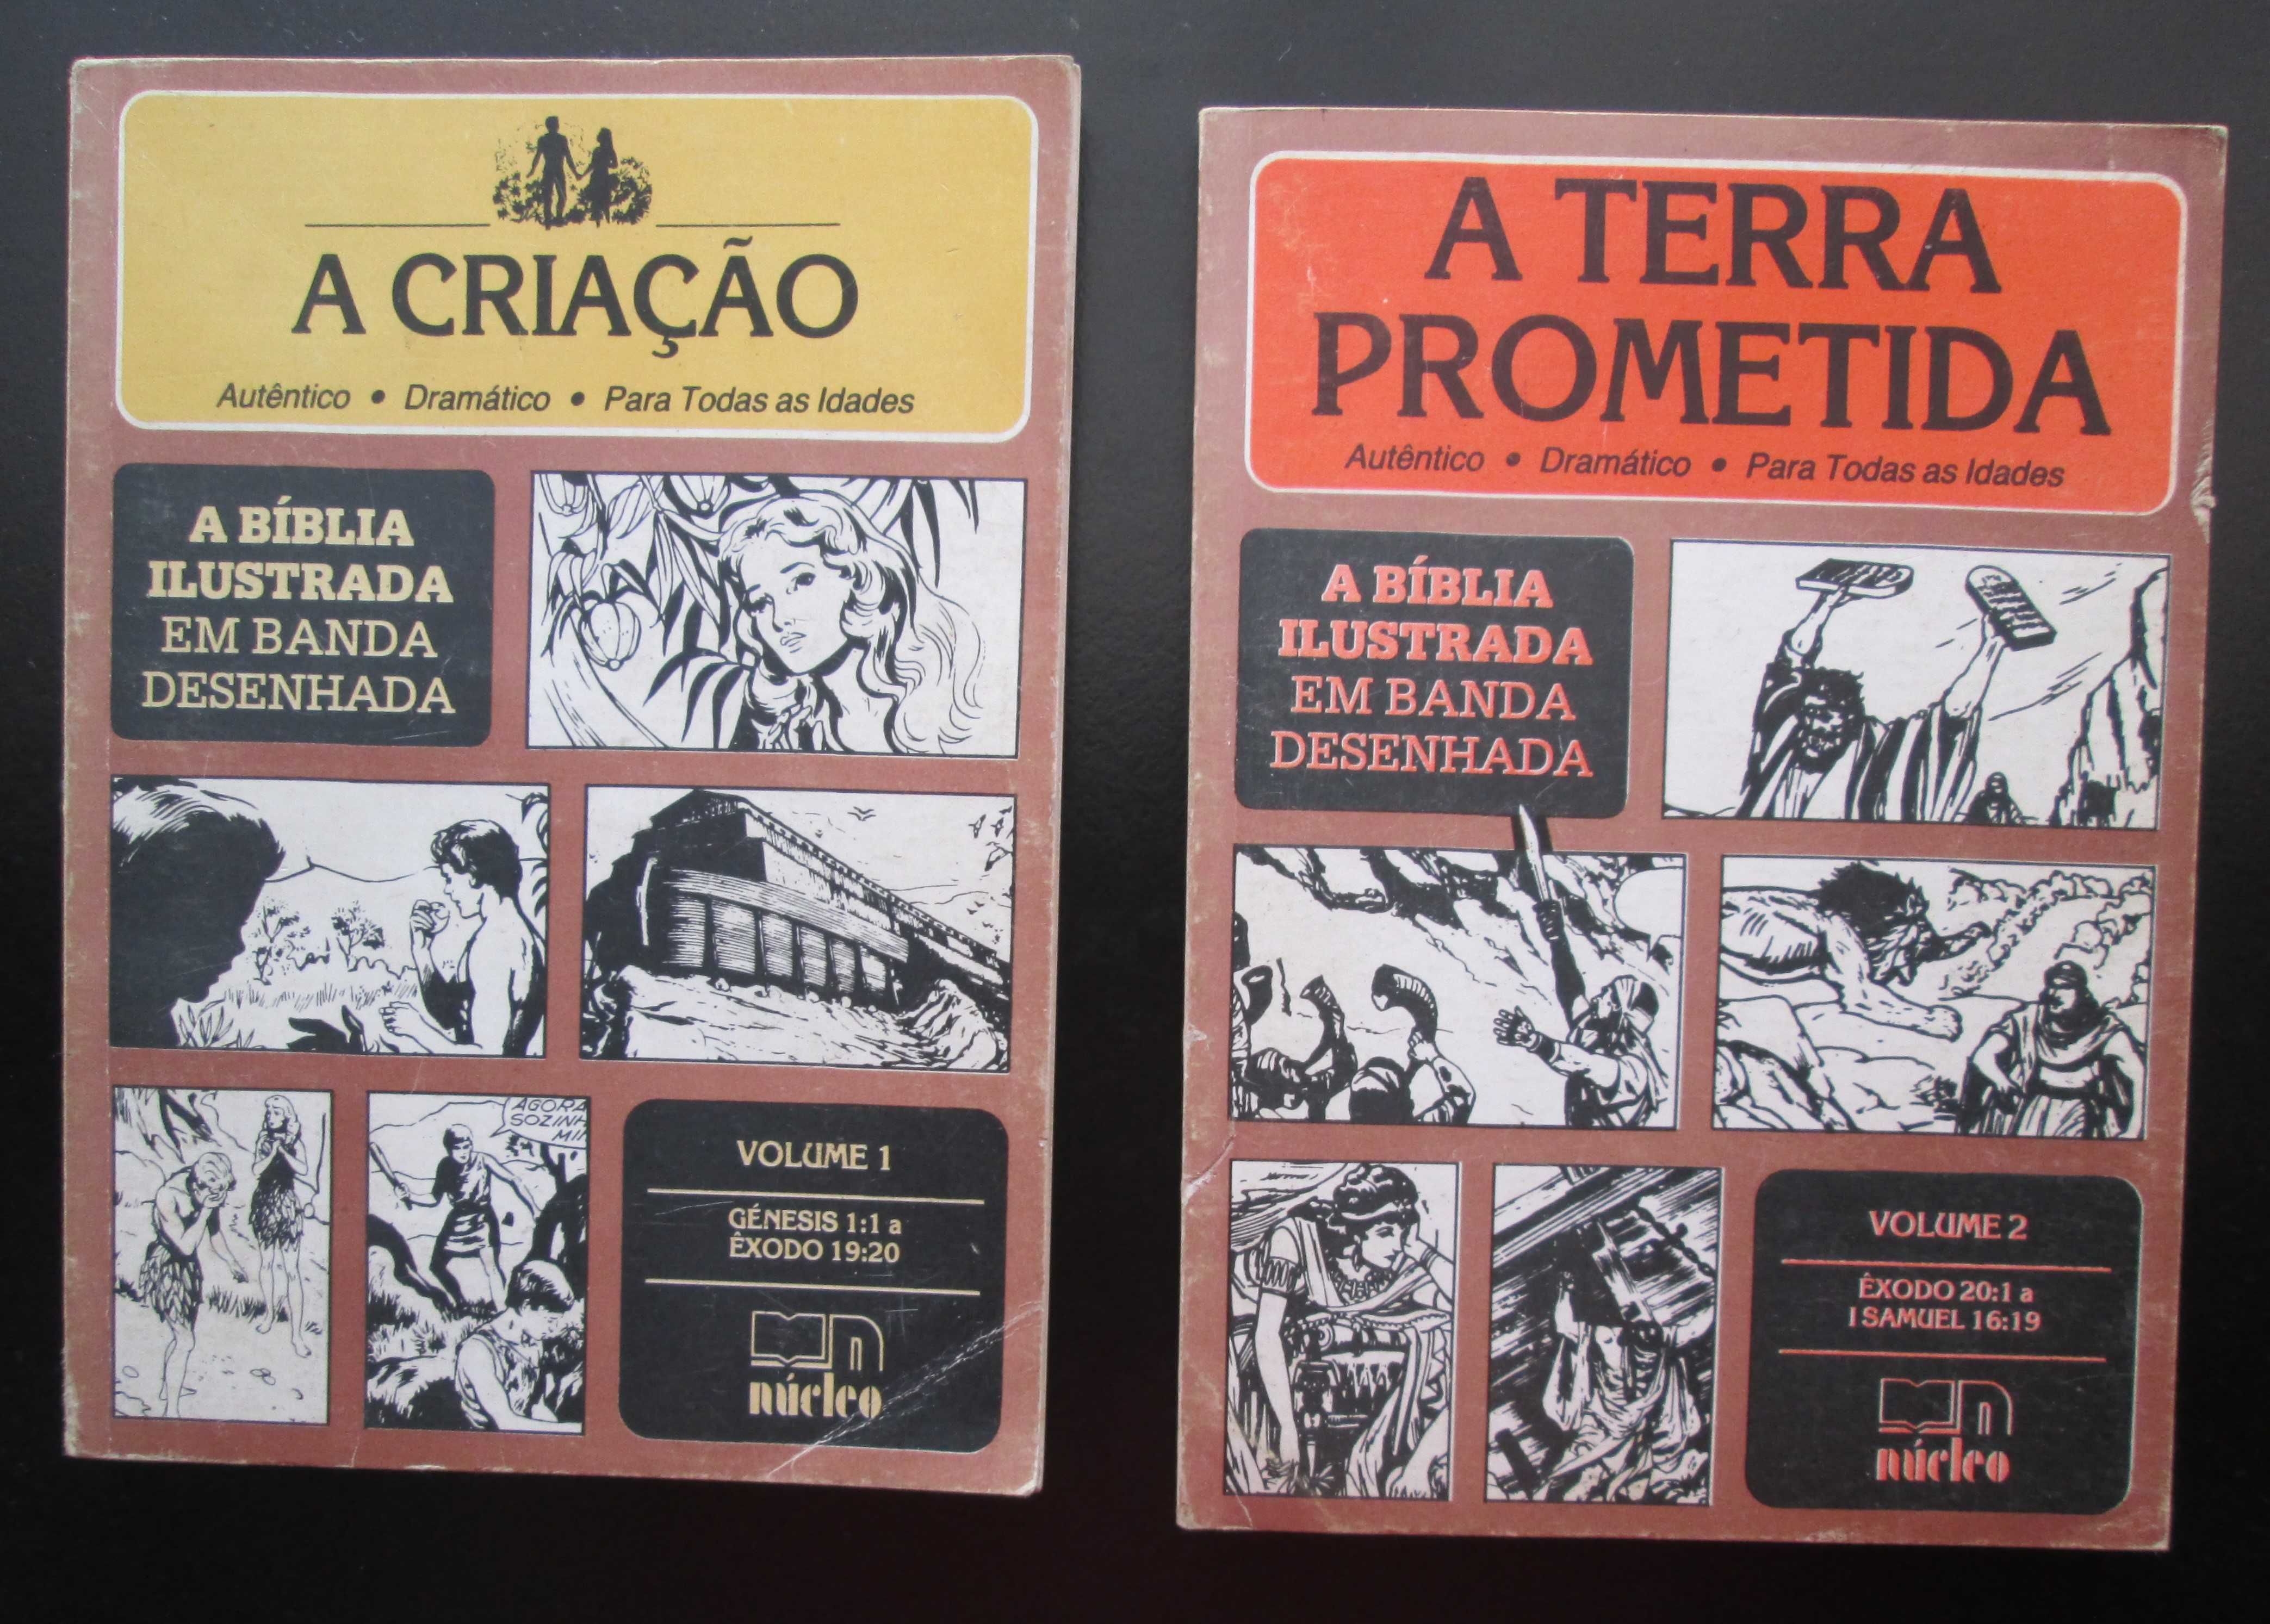 A CRIAÇÃO
Autêntico • Dramático • Para Todas as Idades
A BÍBLIA
ILUSTRADA
EM BANDA
DESENHADA
AGORA
SOZINH
MI
VOLUME 1
GÉNESIS 1:1 a
ÊXODO 19:20
núcleo
A TERRA
PROMETIDA
Autêntico • Dramático • Para Todas as Idades
A BÍBLIA
ILUSTRADA
EM BANDA
DESENHADA
VOLUME 2
ÊXODO 20:1 a
I SAMUEL 16:19
núcleo